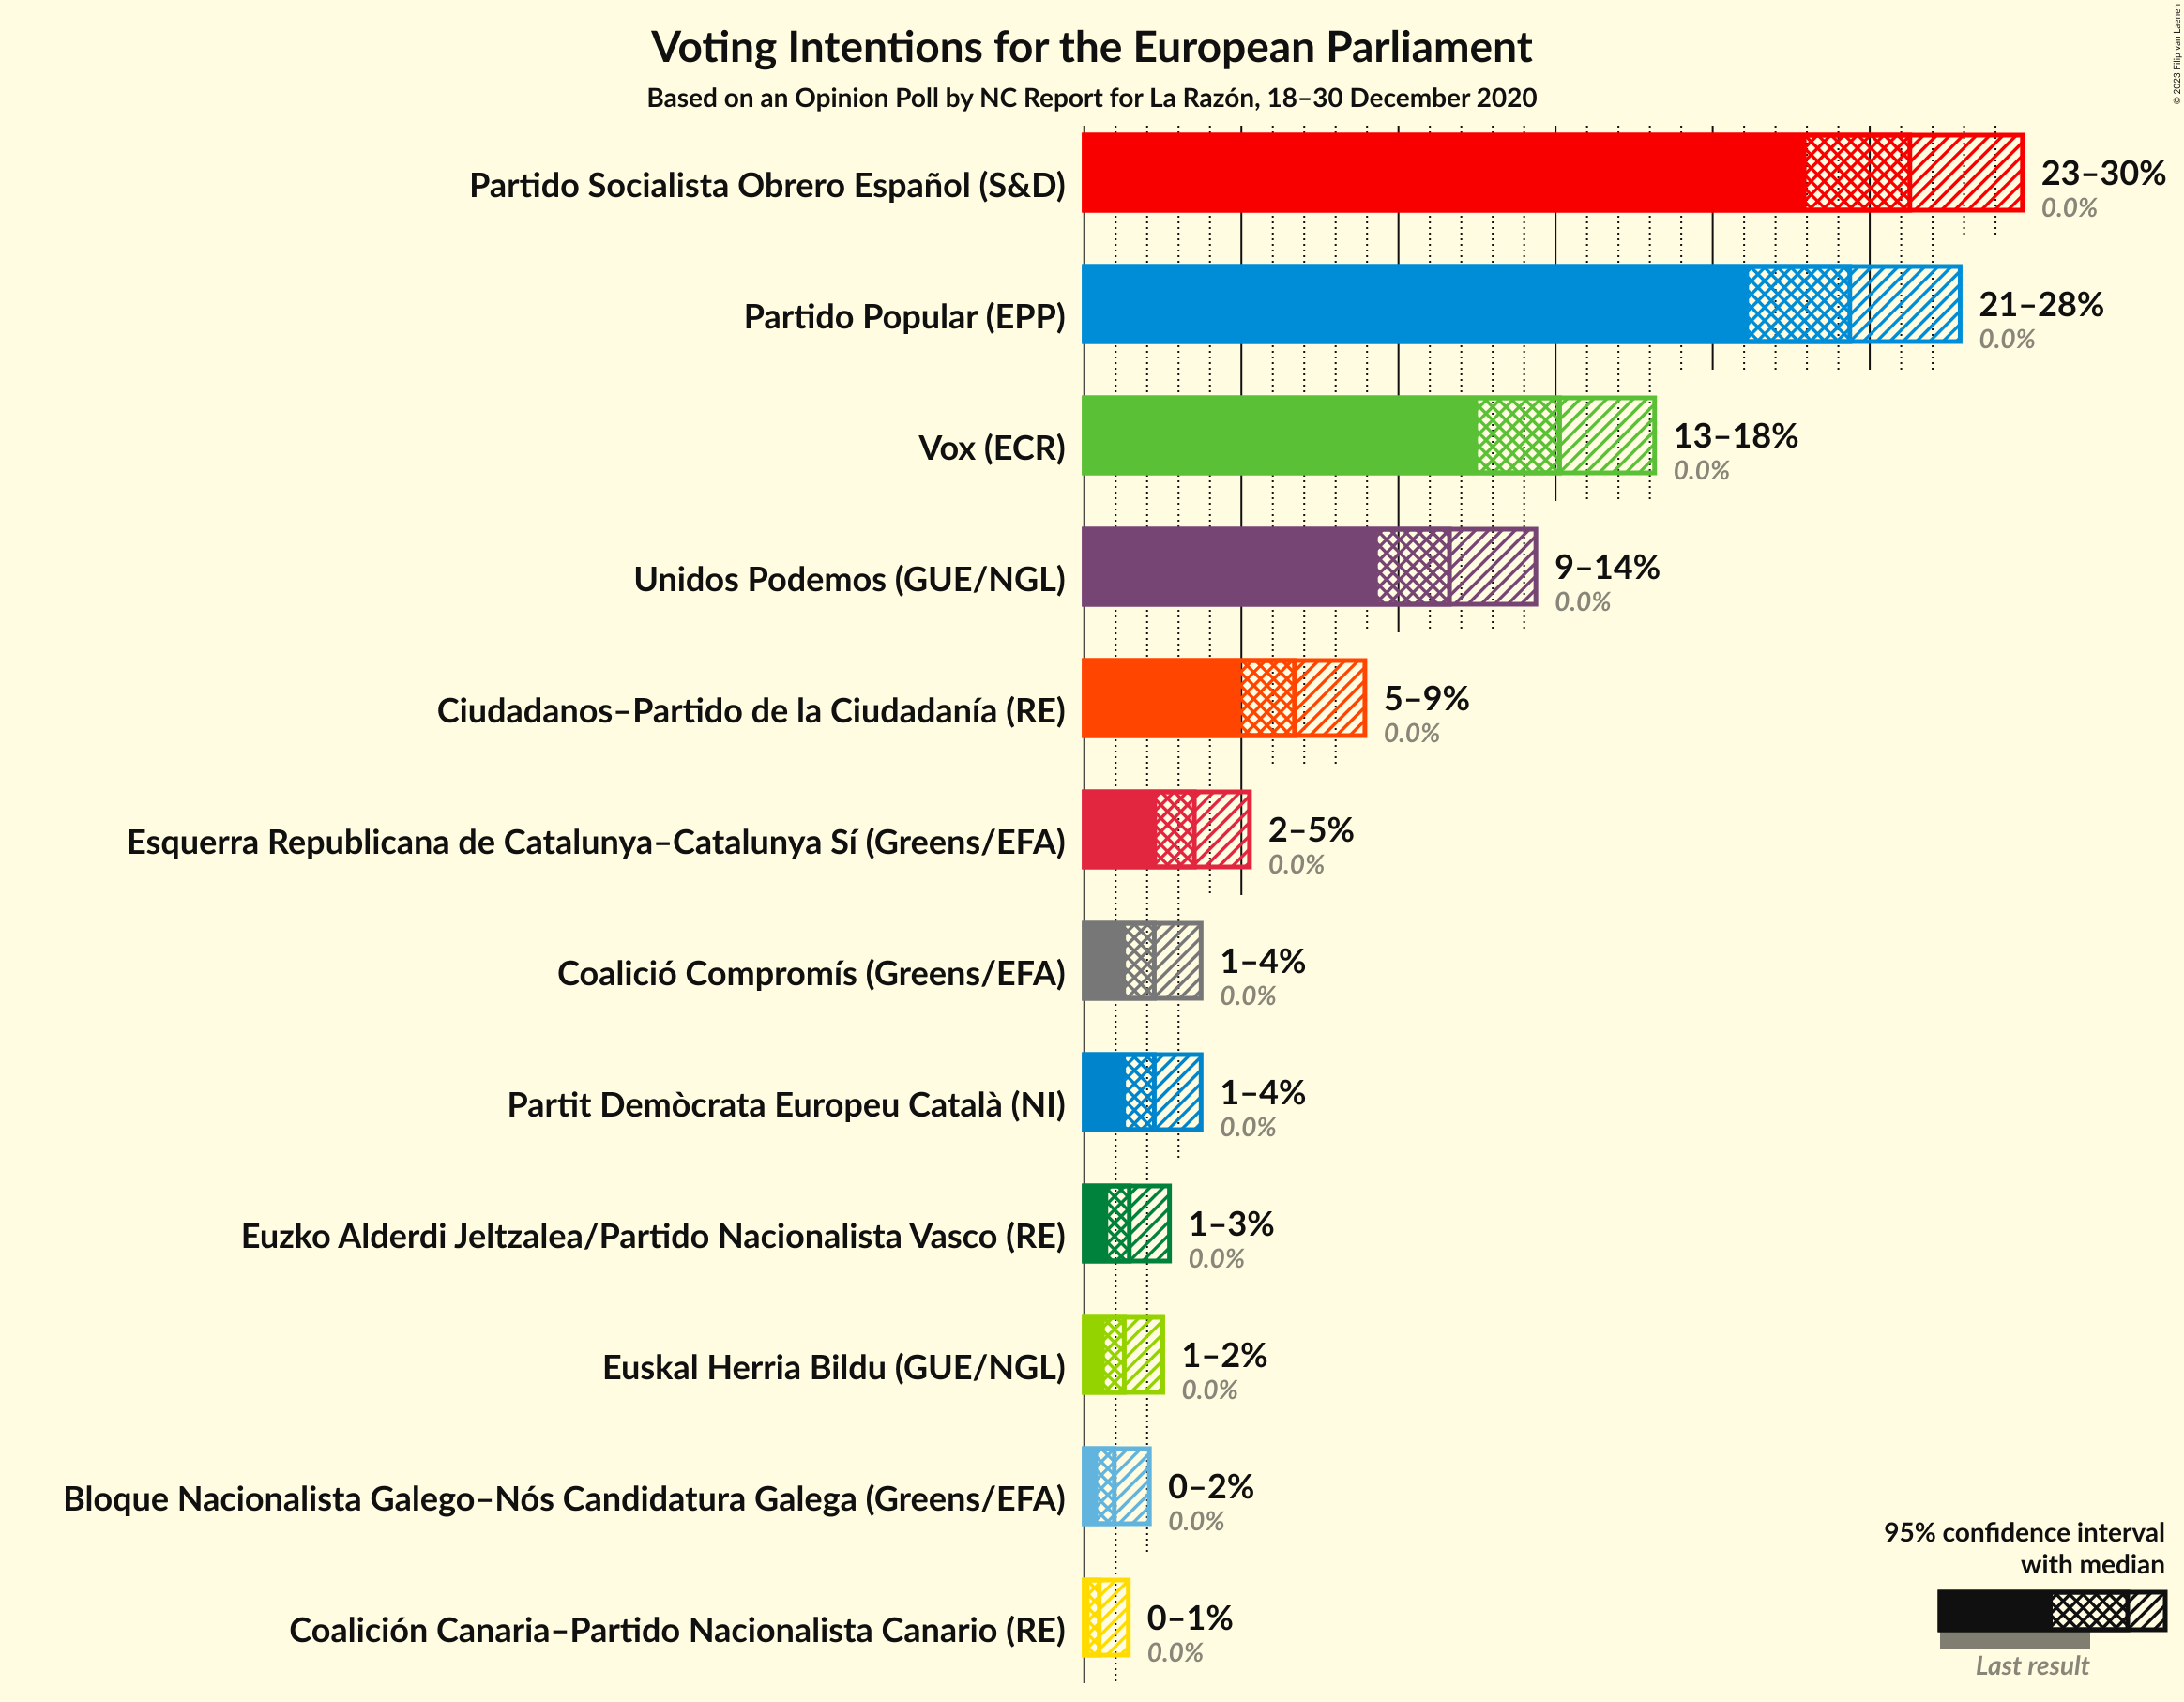 Voting Intentions for the European Parliament
Based on an Opinion Poll by NC Report for La Razón, 18–30 December 2020
© 2023 Filip van Laenen
Partido Socialista Obrero Español (S&D)
23–30%
0.0%
Partido Popular (EPP)
21–28%
0.0%
Vox (ECR)
13–18%
0.0%
Unidos Podemos (GUE/NGL)
9–14%
0.0%
Ciudadanos–Partido de la Ciudadanía (RE)
5–9%
0.0%
Esquerra Republicana de Catalunya–Catalunya Sí (Greens/EFA)
2–5%
0.0%
Coalició Compromís (Greens/EFA)
1–4%
0.0%
Partit Demòcrata Europeu Català (NI)
1–4%
0.0%
Euzko Alderdi Jeltzalea/Partido Nacionalista Vasco (RE)
1–3%
0.0%
Euskal Herria Bildu (GUE/NGL)
1–2%
0.0%
Bloque Nacionalista Galego–Nós Candidatura Galega (Greens/EFA)
0–2%
0.0%
Coalición Canaria–Partido Nacionalista Canario (RE)
0–1%
0.0%
95% confidence interval
with median
Last result